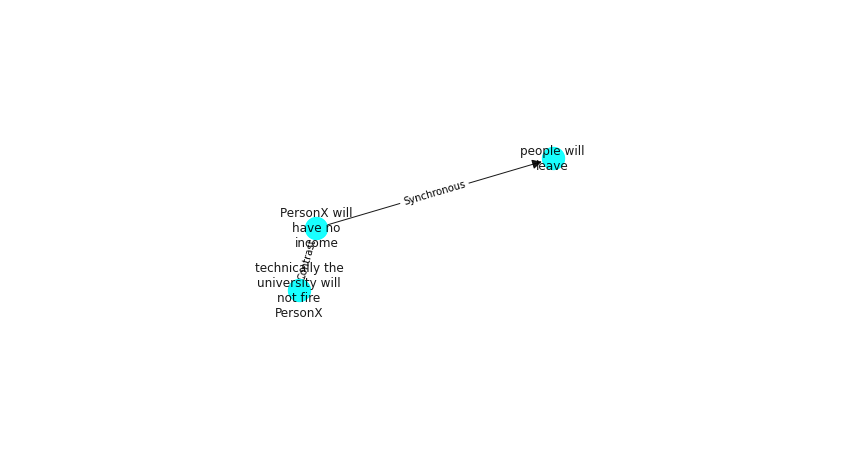 people will
leave
Synchronous
PersonX will
have no
income
Contrast
technically the
university will
not fire
PersonX